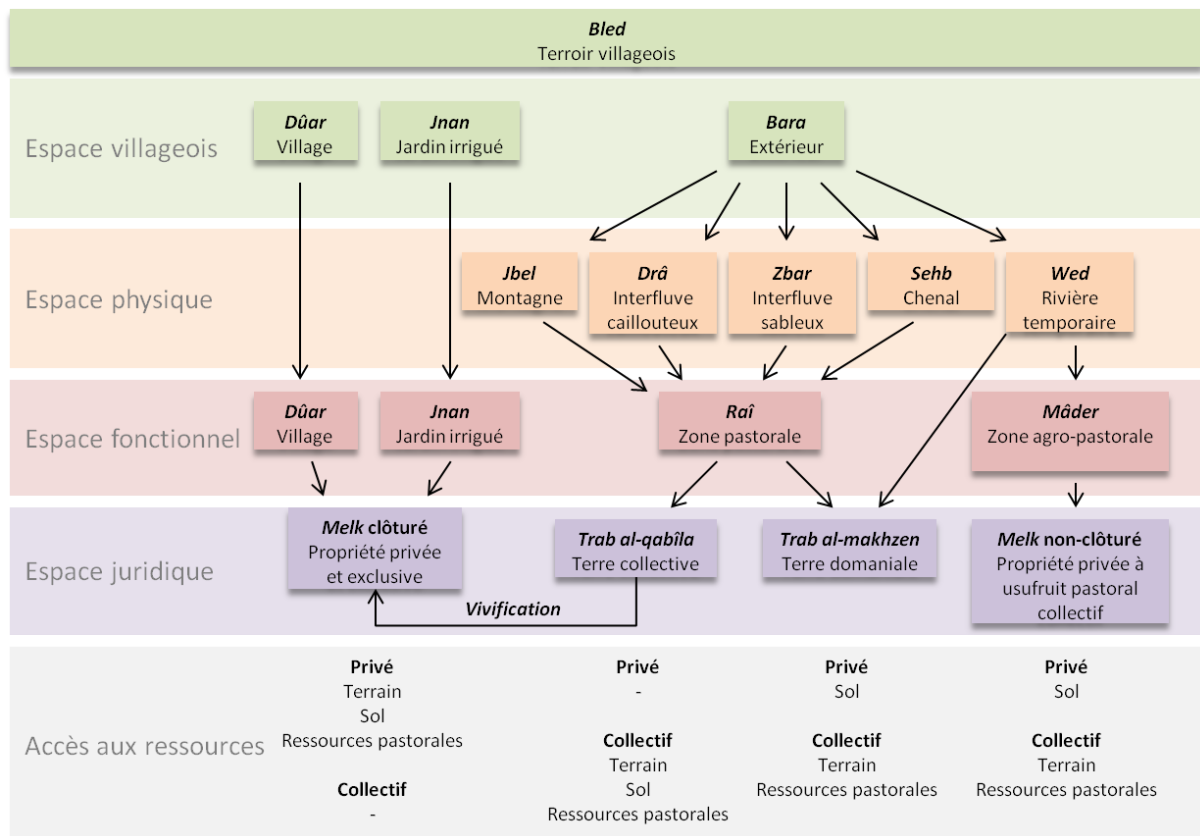 Bled
Terroir villageois
Espace villageois
Dûar
Village
Jnan
Jardin irrigué
Bara
Extérieur
Espace physique
Jbel
Montagne
Drâ
Interfluve
caillouteux
Zbar
Interfluve
sableux
Sehb
Chenal
Wed
Rivière
temporaire
Espace fonctionnel
Dûar
Village
Jnan
Jardin irrigué
Raî
Zone pastorale
Mâder
Zone agro-pastorale
Espace juridique
Melk clôturé
Propriété privée
et exclusive
Trab al-qabîla
Terre collective
Trab al-makhzen
Terre domaniale
Melk non-clôturé
Propriété privée à
usufruit pastoral
collectif
Vivification
Accès aux ressources
Privé
Terrain
Sol
Ressources pastorales
Collectif
-
Privé
-
Collectif
Terrain
Sol
Ressources pastorales
Privé
Sol
Collectif
Terrain
Ressources pastorales
Privé
Sol
Collectif
Terrain
Ressources pastorales